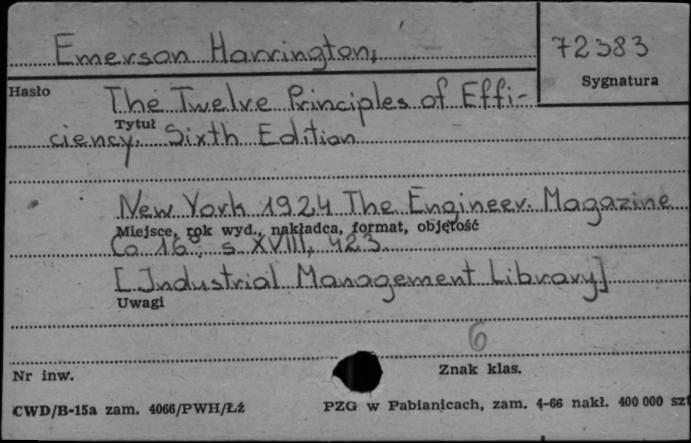 Emerson Harrington,
72383
Hasło
Sygnatura
The Twelve Principles of Effi-
Tytuł
ciency. Sixth Edition
New York 1924 The Engineer. Magazine
Miejsce, rok wyd., nakładca, format, objętość
Co 16°; s. XVIII, 423.
[Industrial Management Library]
Uwagi
6
Nr inw.
Znak klas.
CWD/B-15a zam. 4066/PWH/Łź
PZG w Pabianicach, zam. 4-66 nakł. 400 000 szt